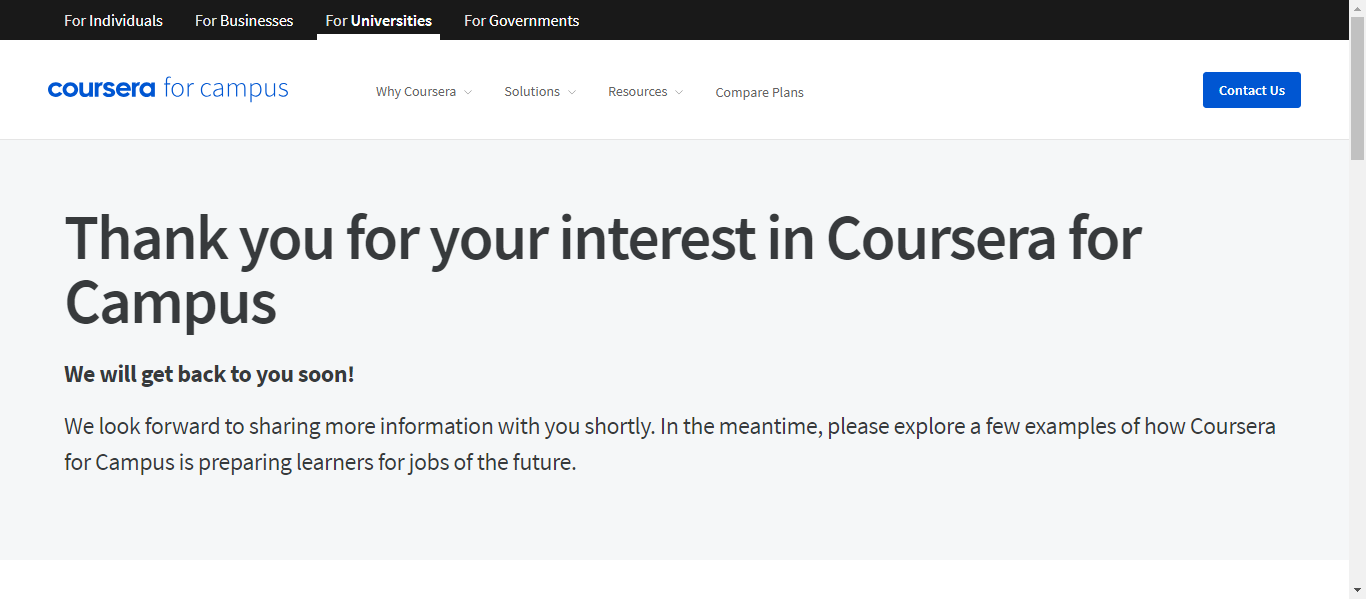 For Individuals For Businesses For Universities For Governments
coursera for campus Why Coursera Solutions Resources Compare Plans Contact Us
Thank you for your interest in Coursera for
Campus
We will get back to you soon!
We look forward to sharing more information with you shortly. In the meantime, please explore a few examples of how Coursera
for Campus is preparing learners for jobs of the future.